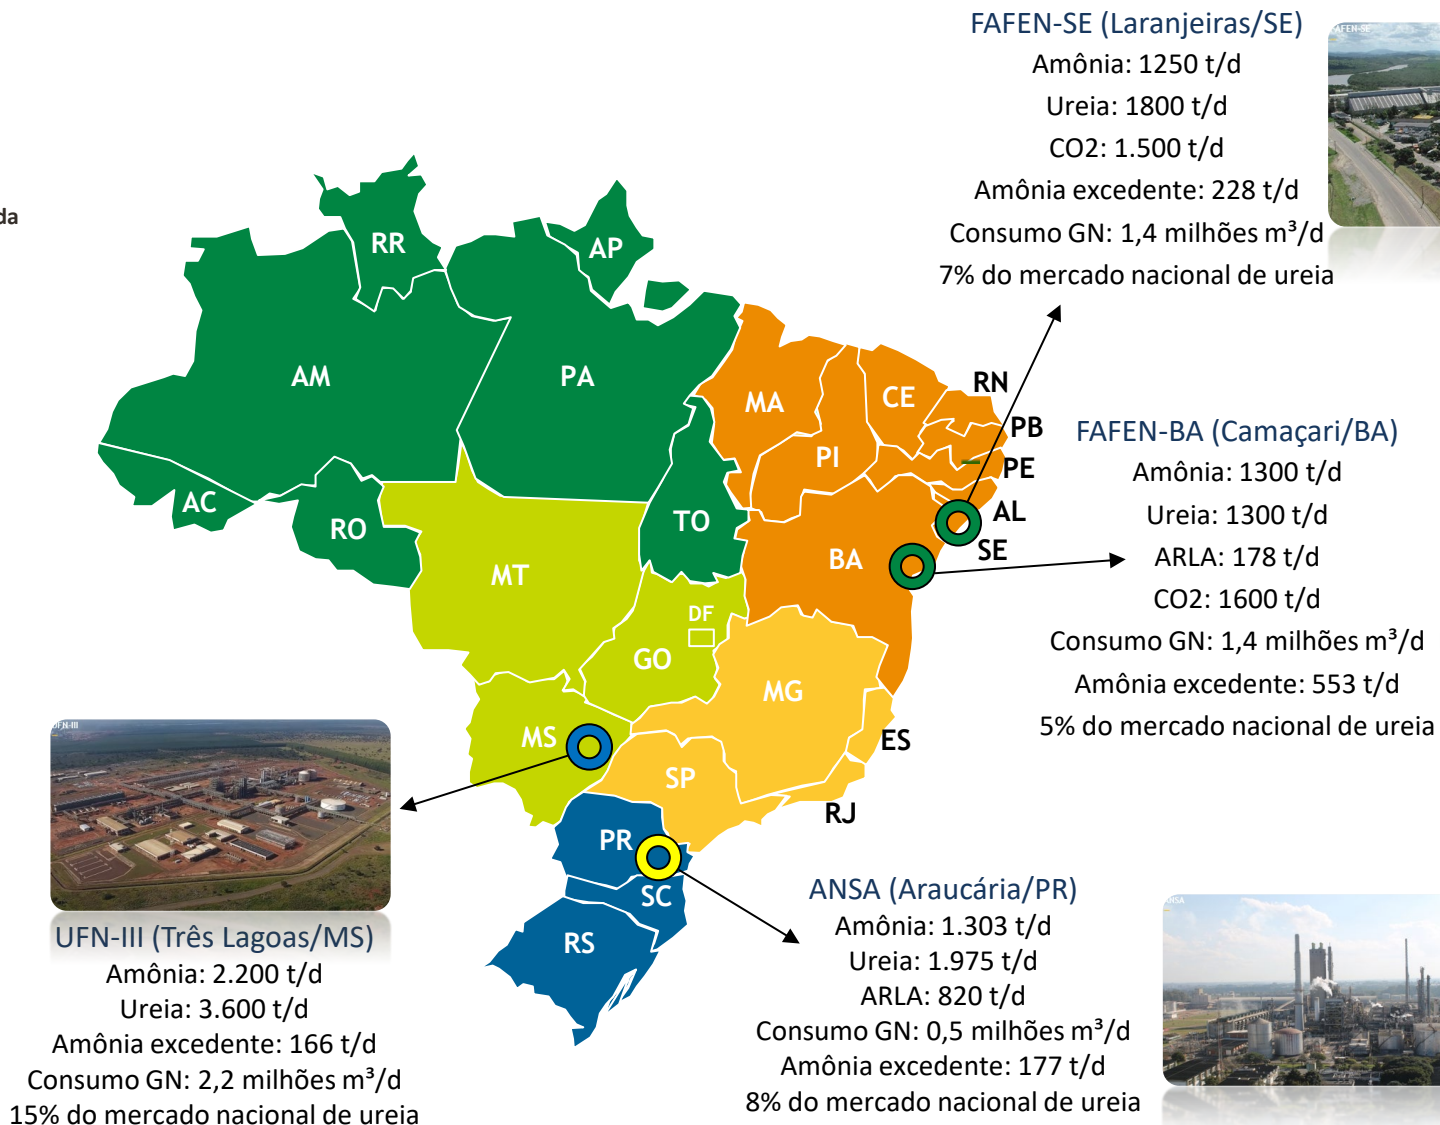 FAFEN-SE (Laranjeiras/SE)
Amônia: 1250 t/d
Ureia: 1800 t/d
CO2: 1.500 t/d
Amônia excedente: 228 t/d
Consumo GN: 1,4 milhões m³/d
7% do mercado nacional de ureia
FAFEN-SE
da
RR
AP
AM
PA
MA
CE
RN
PB
PI
PE
AC
RO
TO
AL
SE
BA
MT
DF
GO
MG
MS
ES
SP
RJ
PR
SC
RS
FAFEN-BA (Camaçari/BA)
Amônia: 1300 t/d
Ureia: 1300 t/d
ARLA: 178 t/d
CO2: 1600 t/d
Consumo GN: 1,4 milhões m³/d
Amônia excedente: 553 t/d
5% do mercado nacional de ureia
UFN-III
UFN-III (Três Lagoas/MS)
Amônia: 2.200 t/d
Ureia: 3.600 t/d
Amônia excedente: 166 t/d
Consumo GN: 2,2 milhões m³/d
15% do mercado nacional de ureia
ANSA (Araucária/PR)
Amônia: 1.303 t/d
Ureia: 1.975 t/d
ARLA: 820 t/d
Consumo GN: 0,5 milhões m³/d
Amônia excedente: 177 t/d
8% do mercado nacional de ureia
ANSA